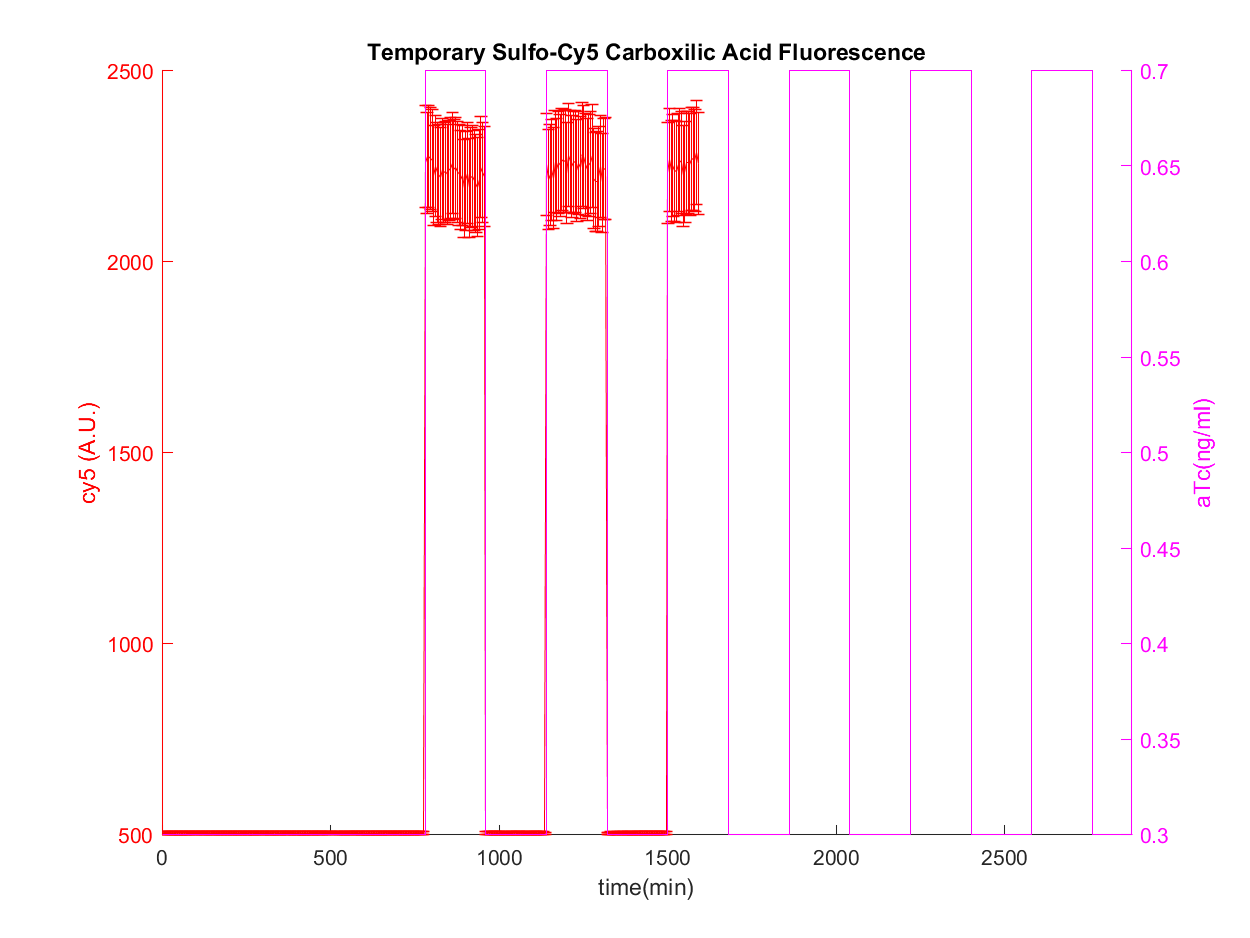 Temporary Sulfo-Cy5 Carboxilic Acid Fluorescence
2500
2000
1500
1000
500
cy5 (A.U.)
0.7
0.65
0.6
0.55
0.5
0.45
0.4
0.35
0.3
aTc(ng/ml)
0 500 1000 1500 2000 2500
time(min)